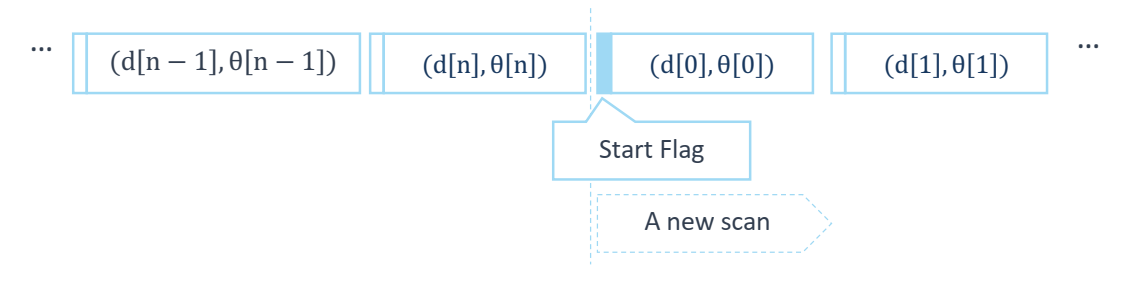 ... (d[n − 1],θ[n − 1]) (d[n],θ[n]) (d[0],θ[0]) (d[1],θ[1]) ...
Start Flag
A new scan